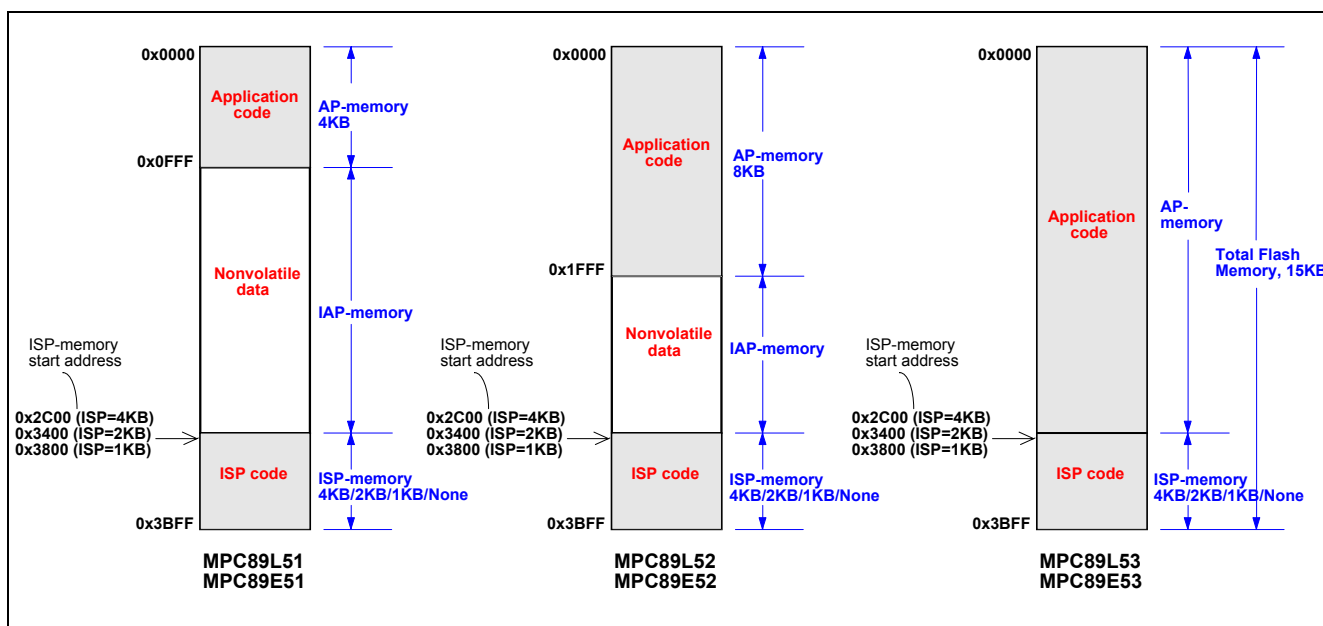 0x0000
Application
code
AP-memory
4KB
0x0FFF
Nonvolatile
data
IAP-memory
ISP-memory
start address
0x2C00 (ISP=4KB)
0x3400 (ISP=2KB)
0x3800 (ISP=1KB)
ISP code
ISP-memory
4KB/2KB/1KB/None
0x3BFF
MPC89L51
MPC89E51
0x0000
Application
code
AP-memory
8KB
0x1FFF
Nonvolatile
data
IAP-memory
ISP-memory
start address
0x2C00 (ISP=4KB)
0x3400 (ISP=2KB)
0x3800 (ISP=1KB)
ISP code
ISP-memory
4KB/2KB/1KB/None
0x3BFF
MPC89L52
MPC89E52
0x0000
Application
code
AP-
memory
Total Flash
Memory, 15KB
ISP-memory
start address
0x2C00 (ISP=4KB)
0x3400 (ISP=2KB)
0x3800 (ISP=1KB)
ISP code
ISP-memory
4KB/2KB/1KB/None
0x3BFF
MPC89L53
MPC89E53